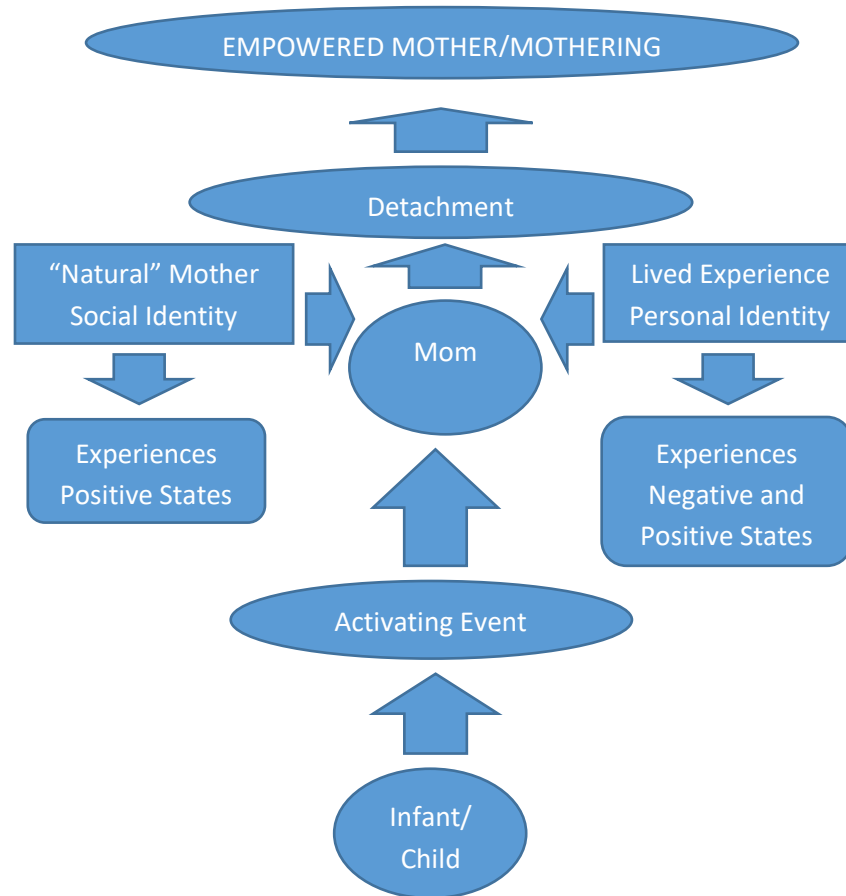 EMPOWERED MOTHER/MOTHERING
Detachment
“Natural” Mother
Social Identity
Lived Experience
Personal Identity
Mom
Experiences
Positive States
Experiences
Negative and
Positive States
Activating Event
Infant/
Child